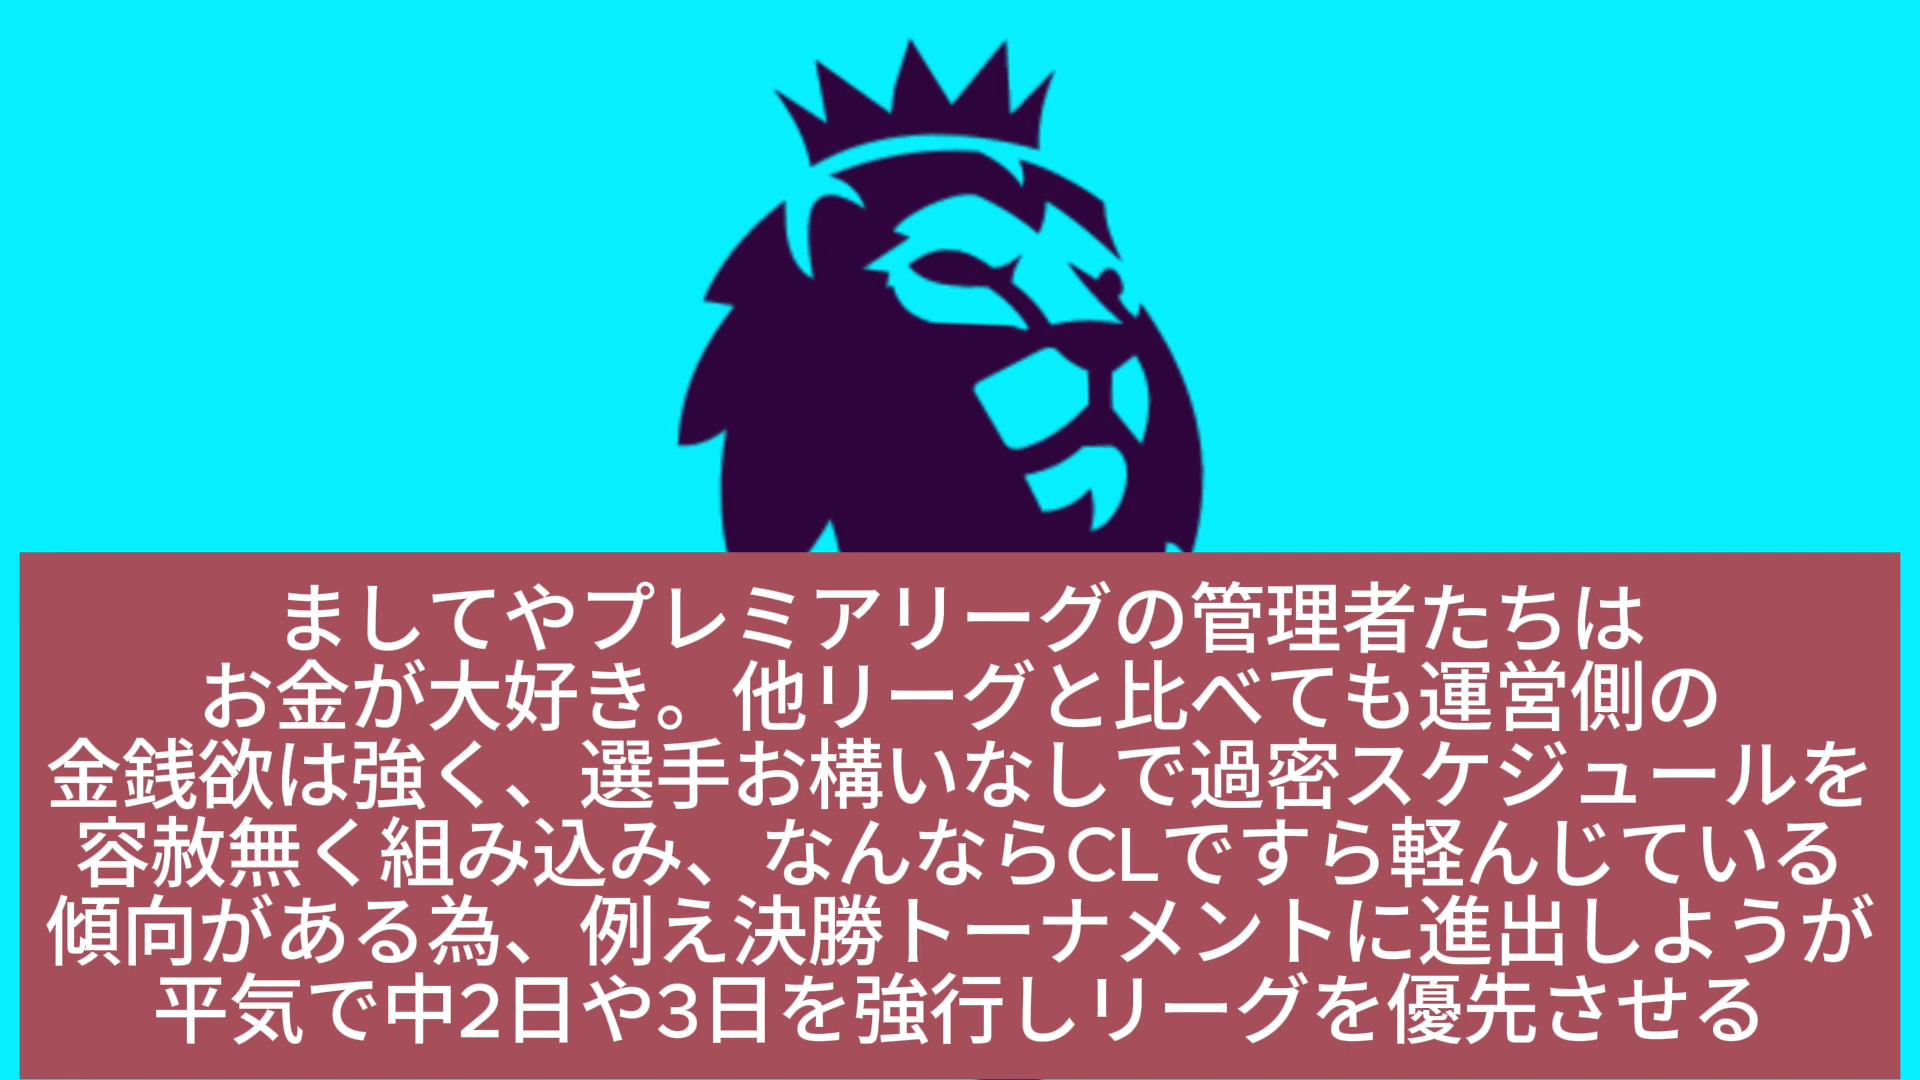 ましてやプレミアリーグの管理者たちは
お金が大好き。他リーグと比べても運営側の
金銭欲は強く、選手お構いなしで過密スケジュールを
容赦無く組み込み、なんならCLですら軽んじている
傾向がある為、例え決勝トーナメントに進出しようが
平気で中2日や3日を強行しリーグを優先させる